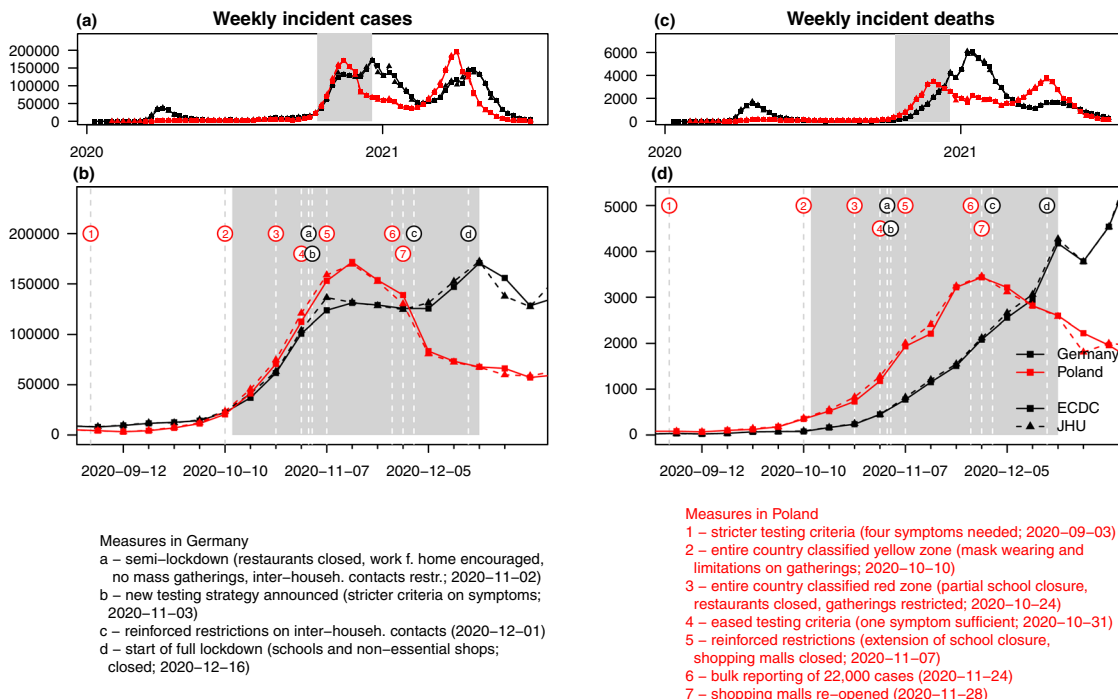 (a)
Weekly incident cases
200000
150000
100000
50000
0
2020
2021
(b)
1
2
3
4
a
b
5
6
7
c
d
200000
150000
100000
50000
0
2020−09−12
2020−10−10
2020−11−07
2020−12−05
(c)
Weekly incident deaths
6000
4000
2000
0
2020
2021
(d)
1
2
3
4
a
b
5
6
7
c
d
5000
4000
3000
2000
1000
0
Germany
Poland
ECDC
JHU
2020−09−12
2020−10−10
2020−11−07
2020−12−05
Measures in Germany
a − semi−lockdown (restaurants closed, work f. home encouraged,
no mass gatherings, inter−househ. contacts restr.; 2020−11−02)
b − new testing strategy announced (stricter criteria on symptoms;
2020−11−03)
c − reinforced restrictions on inter−househ. contacts (2020−12−01)
d − start of full lockdown (schools and non−essential shops;
closed; 2020−12−16)
Measures in Poland
1 − stricter testing criteria (four symptoms needed; 2020−09−03)
2 − entire country classified yellow zone (mask wearing and
limitations on gatherings; 2020−10−10)
3 − entire country classified red zone (partial school closure,
restaurants closed, gatherings restricted; 2020−10−24)
4 − eased testing criteria (one symptom sufficient; 2020−10−31)
5 − reinforced restrictions (extension of school closure,
shopping malls closed; 2020−11−07)
6 − bulk reporting of 22,000 cases (2020−11−24)
7 − shopping malls re−opened (2020−11−28)